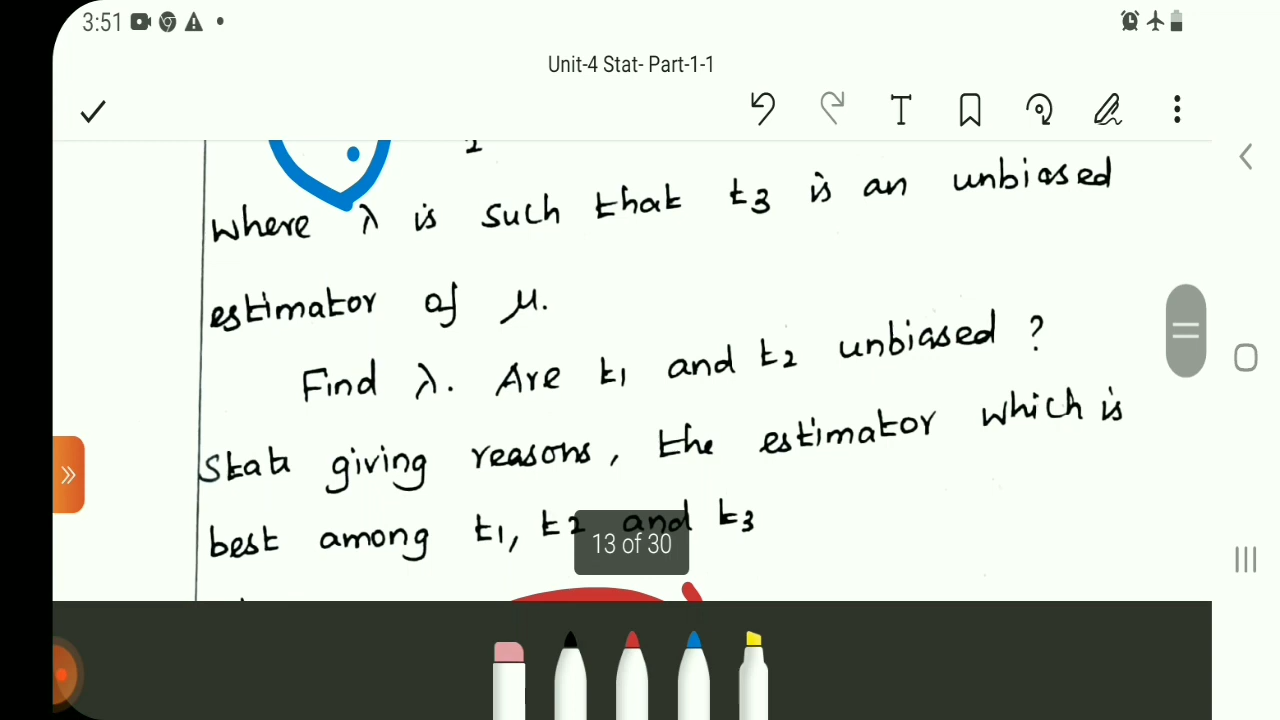 3:51
Unit-4 Stat- Part-1-1
T
2
where λ is such that t3 is an unbiased
estimator of μ.
Find λ. Are t1 and t2 unbiased ?
State giving reasons, the estimator which is
best among t1, t2 and t3
13 of 30